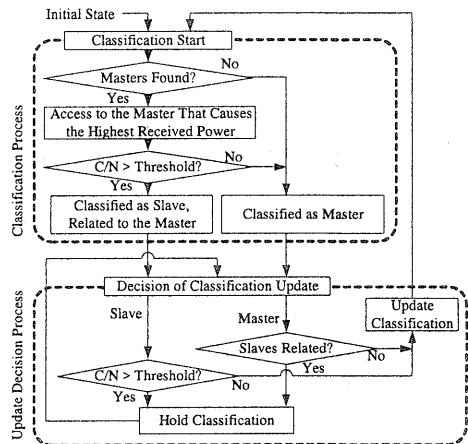 Initial State
Classification Start
No
Masters Found?
Yes
Access to the Master That Causes
the Highest Received Power
No
C/N > Threshold?
Yes
Classified as Slave,
Related to the Master
Classified as Master
Classification Process
Decision of Classification Update
Slave
Master
Update
Classification
Slaves Related?
No
Yes
C/N > Threshold?
No
Yes
Hold Classification
Update Decision Process